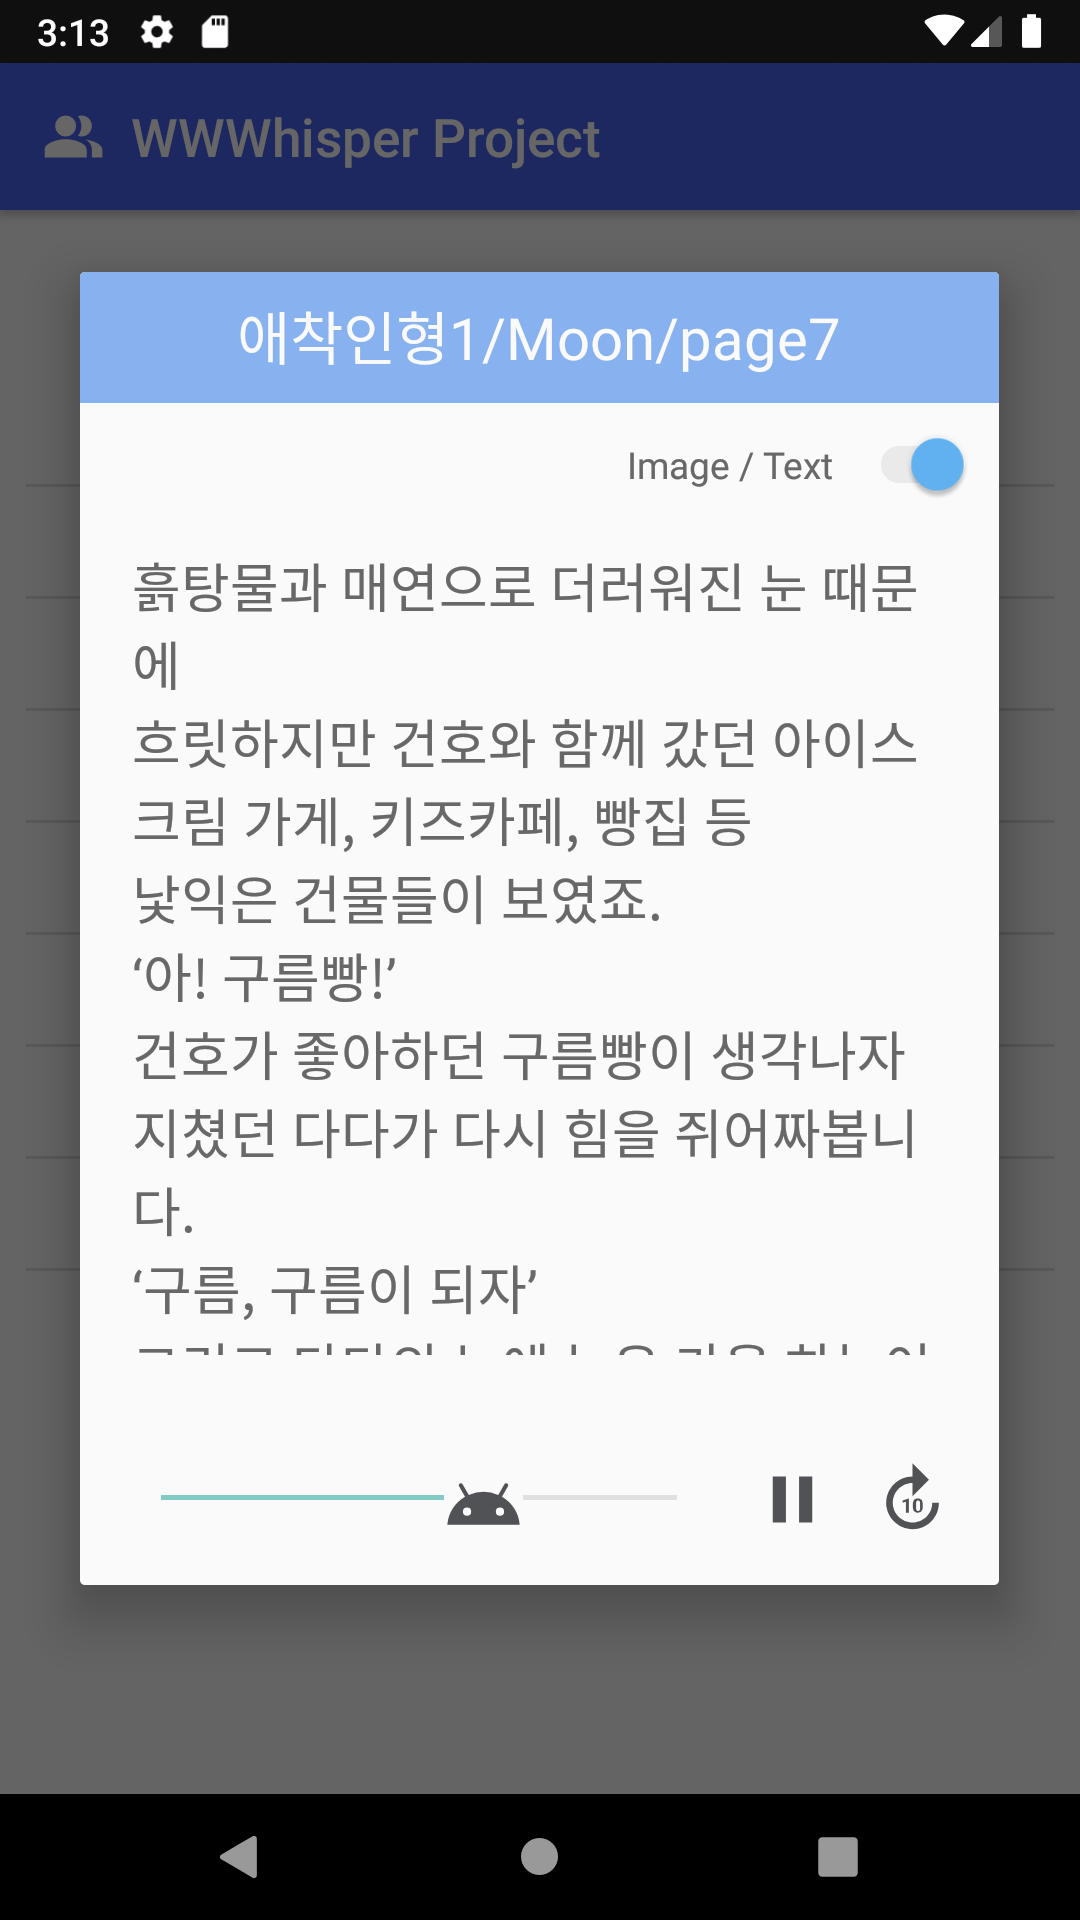 3:13
WWWhisper Project
애착인형1/Moon/page7
Image / Text
흙탕물과 매연으로 더러워진 눈 때문
에
흐릿하지만 건호와 함께 갔던 아이스
크림 가게, 키즈카페, 빵집 등
낯익은 건물들이 보였죠.
‘아! 구름빵!’
건호가 좋아하던 구름빵이 생각나자
지쳤던 다다가 다시 힘을 쥐어짜봅니
다.
‘구름, 구름이 되자’
10